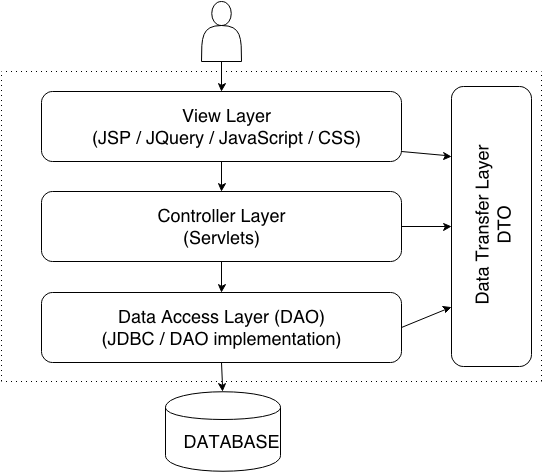 View Layer
(JSP / JQuery / JavaScript / CSS)
Controller Layer
(Servlets)
Data Access Layer (DAO)
(JDBC / DAO implementation)
Data Transfer Layer
DTO
DATABASE